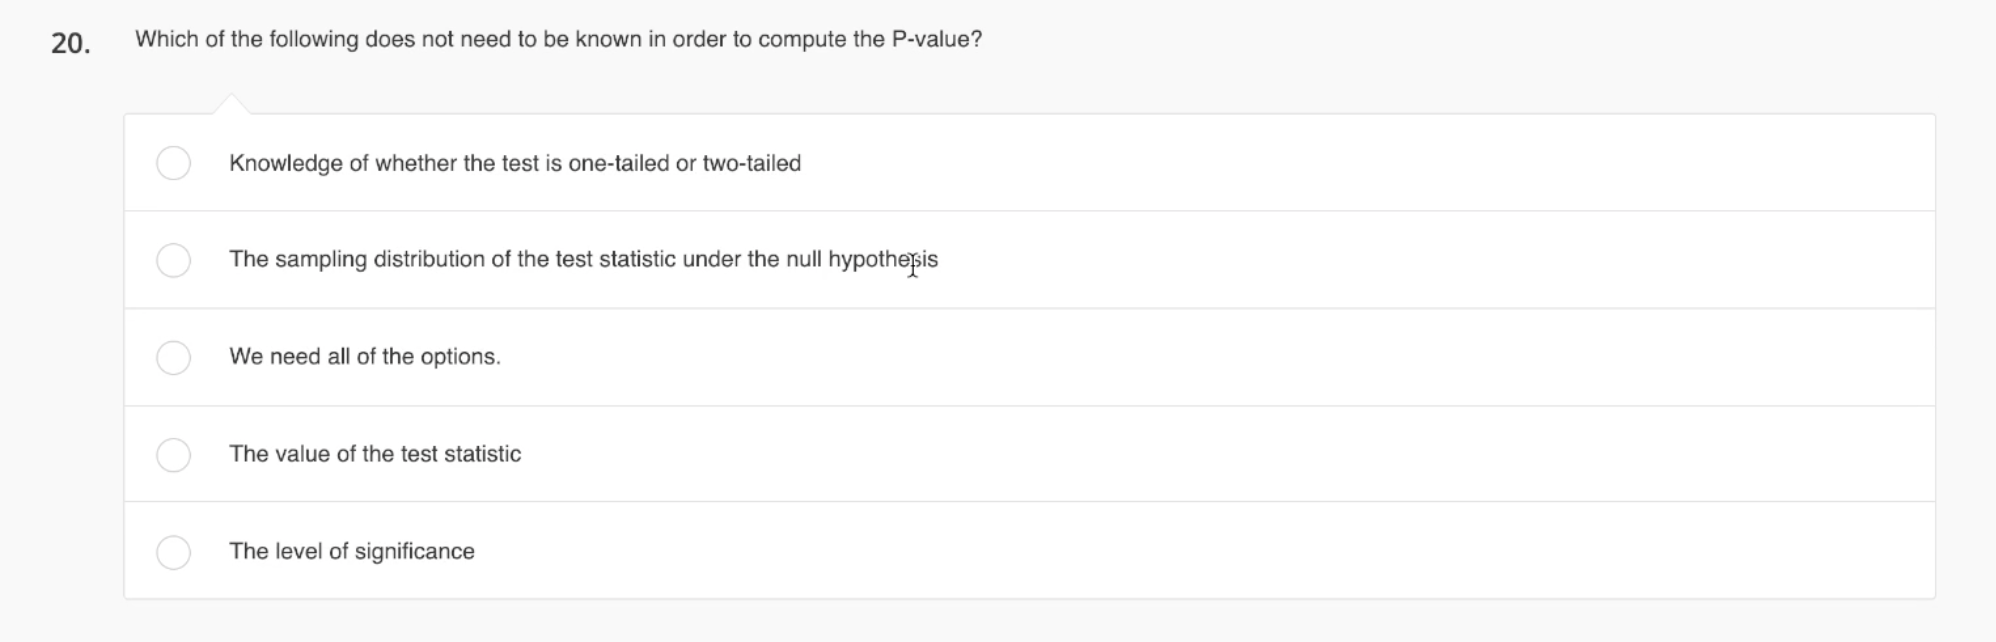 20. Which of the following does not need to be known in order to compute the P-value?
Knowledge of whether the test is one-tailed or two-tailed
The sampling distribution of the test statistic under the null hypothesis
We need all of the options.
The value of the test statistic
The level of significance